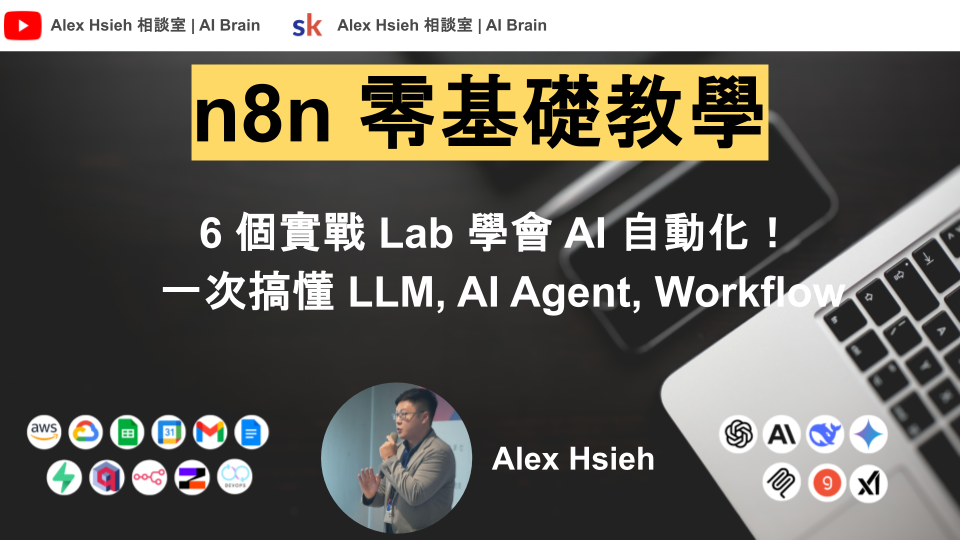 Alex Hsieh 相談室 | AI Brain
sk Alex Hsieh 相談室 | AI Brain
n8n 零基礎教學
6 個實戰 Lab 學會 AI 自動化！
一次搞懂 LLM, AI Agent, Workflow
Alex Hsieh
aws
31
DEVOPS
AI
9